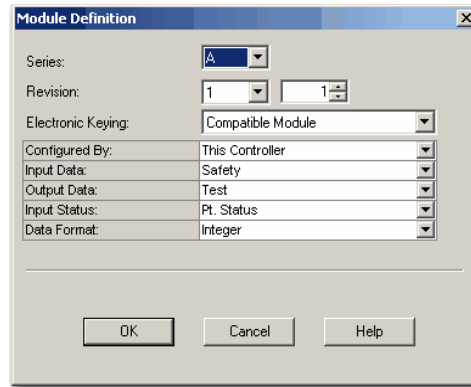 Module Definition
Series: A
Revision: 1 1
Electronic Keying: Compatible Module
Configured By: This Controller
Input Data: Safety
Output Data: Test
Input Status: Pt. Status
Data Format: Integer
OK Cancel Help